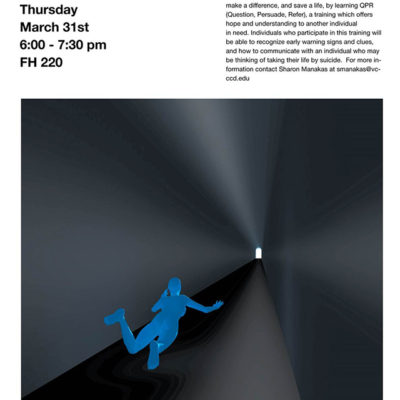 Thursday
March 31st
6:00 - 7:30 pm
FH 220
make a difference, and save a life, by learning QPR
(Question, Persuade, Refer), a training which offers
hope and understanding to another individual
in need. Individuals who participate in this training will
be able to recognize early warning signs and clues,
and how to communicate with an individual who may
be thinking of taking their life by suicide. For more in-
formation contact Sharon Manakas at smanakas@vc-
ccd.edu